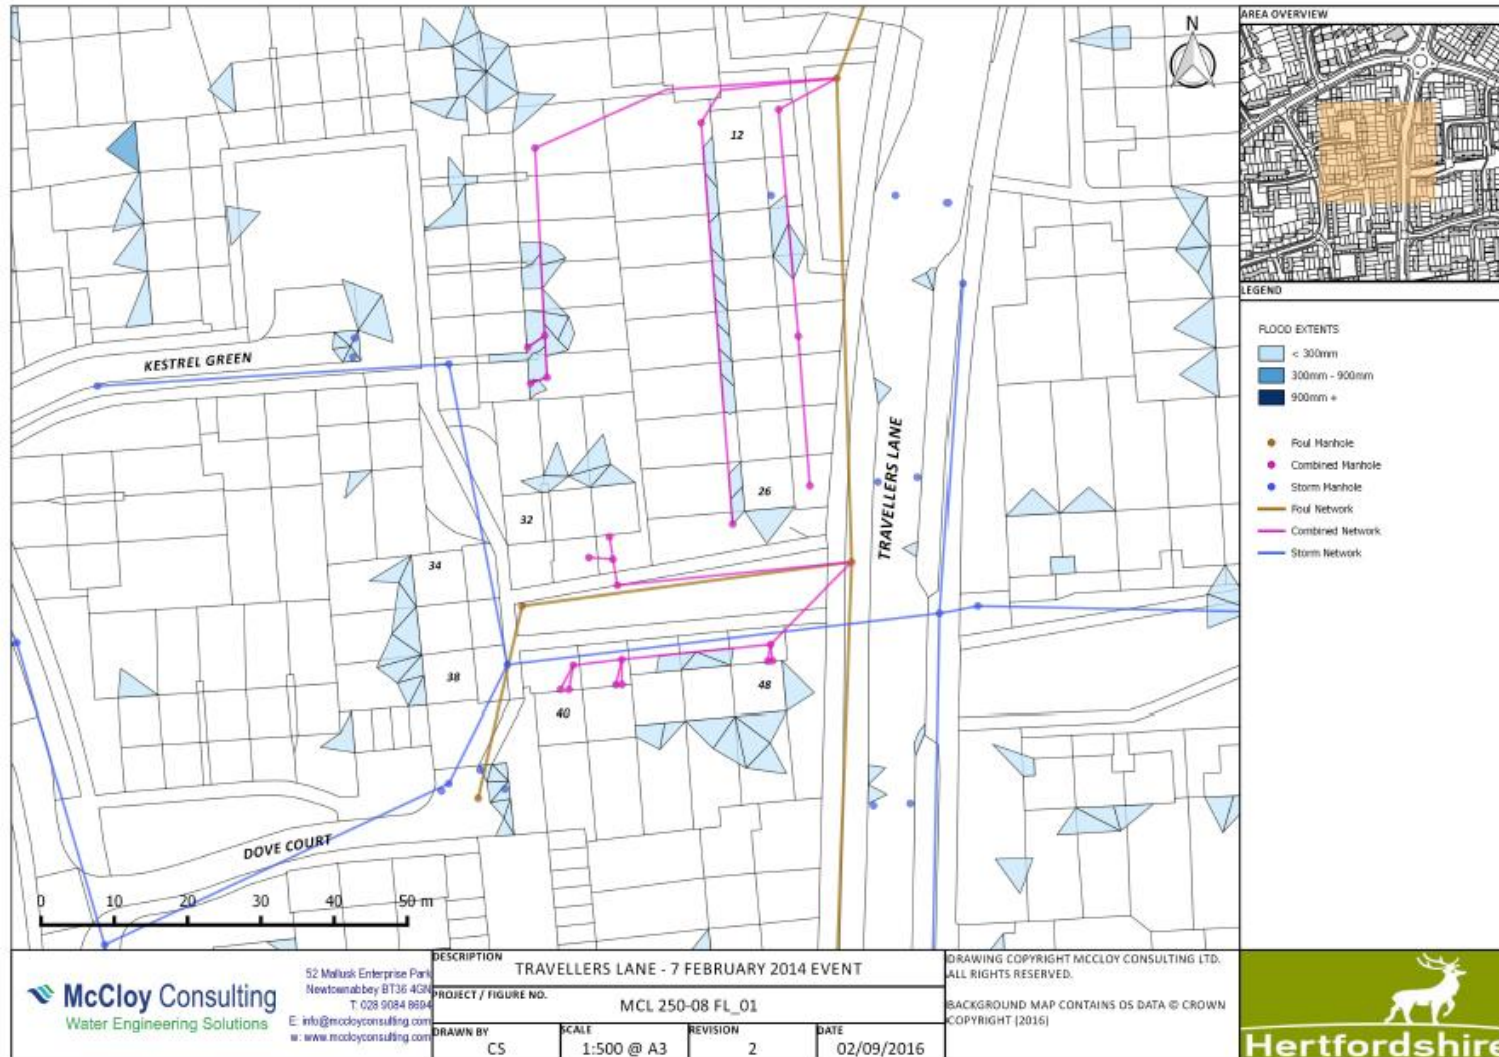 N
12
KESTREL GREEN
TRAVELLERS LANE
26
32
34
38
48
40
DOVE COURT
0 10 20 30 40 50 m
AREA OVERVIEW
LEGEND
FLOOD EXTENTS
< 300mm
300mm - 900mm
900mm +
Foul Manhole
Combined Manhole
Storm Manhole
Foul Network
Combined Network
Storm Network
McCloy Consulting
Water Engineering Solutions
52 Mallusk Enterprise Park
Newtownabbey BT36 4GN
T: 028 9084 8694
E: info@mccloyconsulting.com
w: www.mccloyconsulting.com
DESCRIPTION
TRAVELLERS LANE - 7 FEBRUARY 2014 EVENT
PROJECT / FIGURE NO.
MCL 250-08 FL_01
DRAWN BY
CS
SCALE
1:500 @ A3
REVISION
2
DATE
02/09/2016
DRAWING COPYRIGHT MCCLOY CONSULTING LTD.
ALL RIGHTS RESERVED.
BACKGROUND MAP CONTAINS OS DATA © CROWN
COPYRIGHT (2016)
Hertfordshire